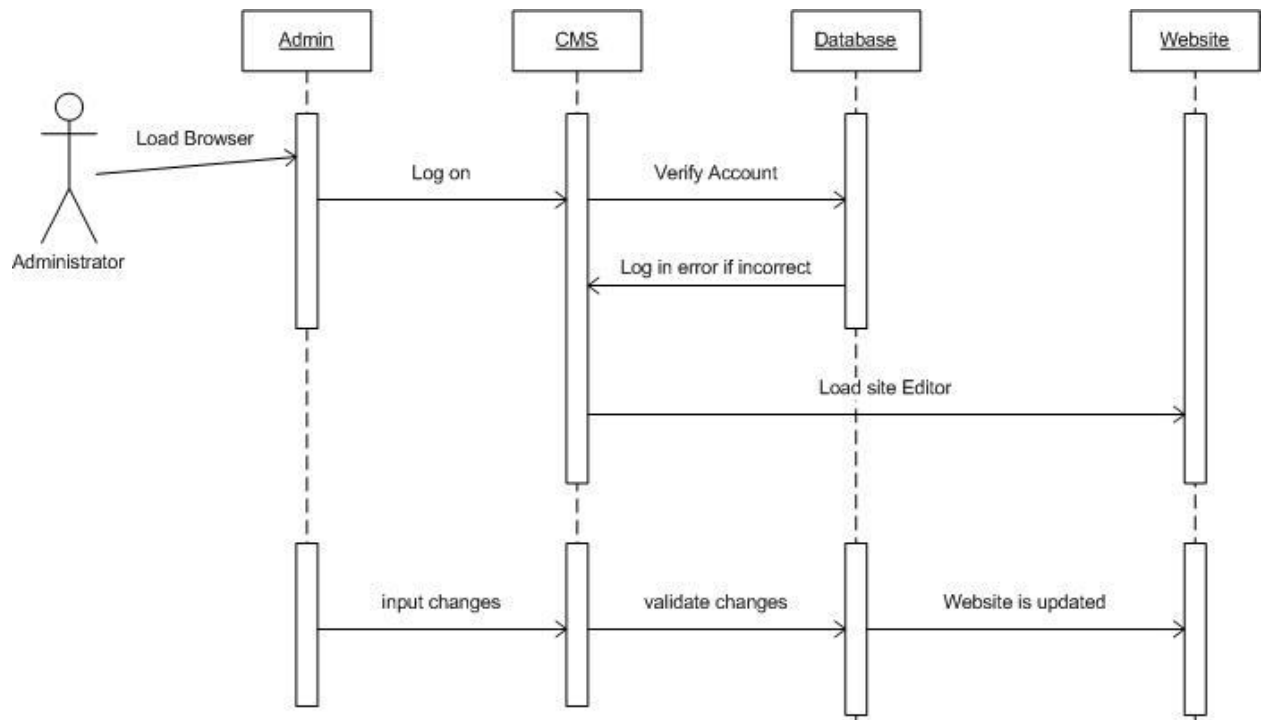 Admin
CMS
Database
Website
Load Browser
Log on
Verify Account
Administrator
Log in error if incorrect
Load site Editor
input changes
validate changes
Website is updated